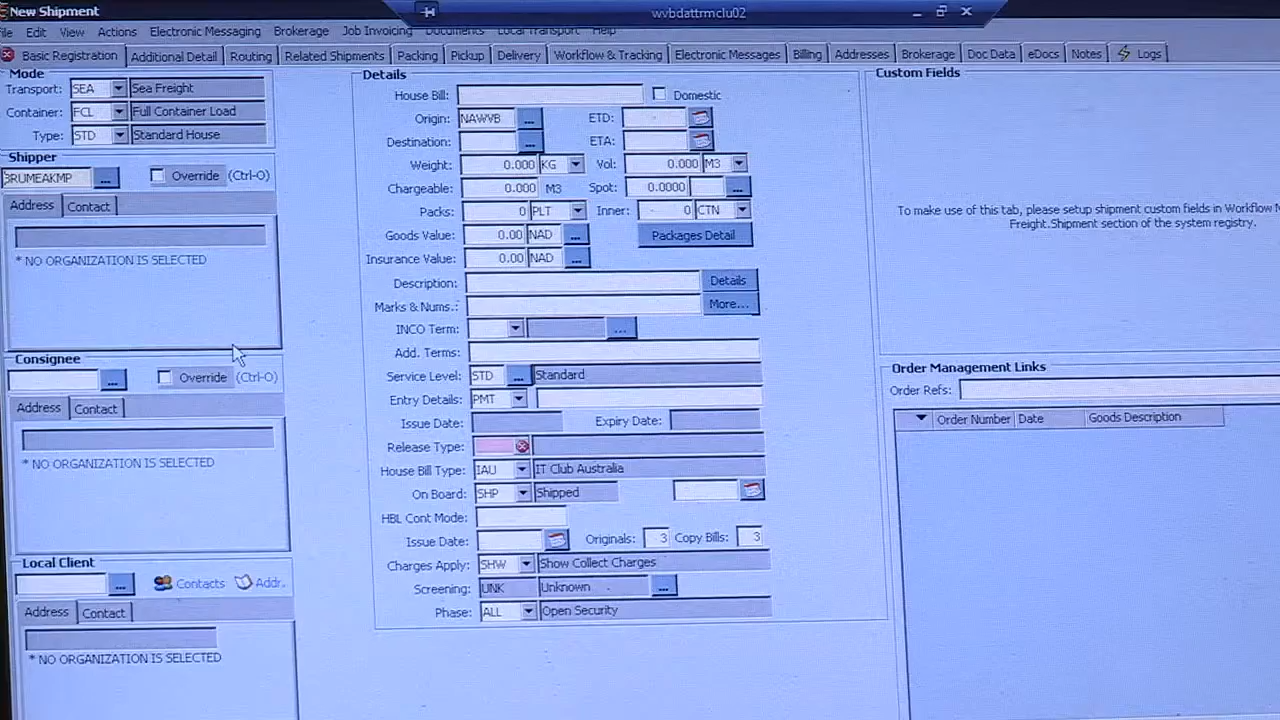 New Shipment
wvbdattrmclu02
Edit View Actions Electronic Messaging Brokerage Job Invoicing Documents Local Transport Help
Basic Registration Additional Detail Routing Related Shipments Packing Pickup Delivery Workflow & Tracking Electronic Messages Billing Addresses Brokerage Doc Data eDocs Notes Logs
Mode
Transport: SEA Sea Freight
Container: FCL Full Container Load
Type: STD Standard House
Shipper
BRUMEAKMP ... Override (Ctrl-O)
Address Contact
* NO ORGANIZATION IS SELECTED
Consignee
... Override (Ctrl-O)
Address Contact
* NO ORGANIZATION IS SELECTED
Local Client
... Contacts Addr.
Address Contact
* NO ORGANIZATION IS SELECTED
Details
House Bill: Domestic
Origin: NAWVB ... ETD:
Destination: ... ETA:
Weight: 0.000 KG Vol: 0.000 M3
Chargeable: 0.000 M3 Spot: 0.0000 ...
Packs: 0 PLT Inner: 0 CTN
Goods Value: 0.00 NAD ... Packages Detail
Insurance Value: 0.00 NAD ...
Description: Details
Marks & Nums.: More...
INCO Term: ...
Add. Terms:
Service Level: STD ... Standard
Entry Details: PMT
Issue Date: Expiry Date:
Release Type:
House Bill Type: IAU IT Club Australia
On Board: SHP Shipped
HBL Cont Mode:
Issue Date: Originals: 3 Copy Bills: 3
Charges Apply: SHW Show Collect Charges
Screening: UNK Unknown ...
Phase: ALL Open Security
Custom Fields
To make use of this tab, please setup shipment custom fields in Workflow
Freight.Shipment section of the system registry.
Order Management Links
Order Refs:
Order Number Date Goods Description